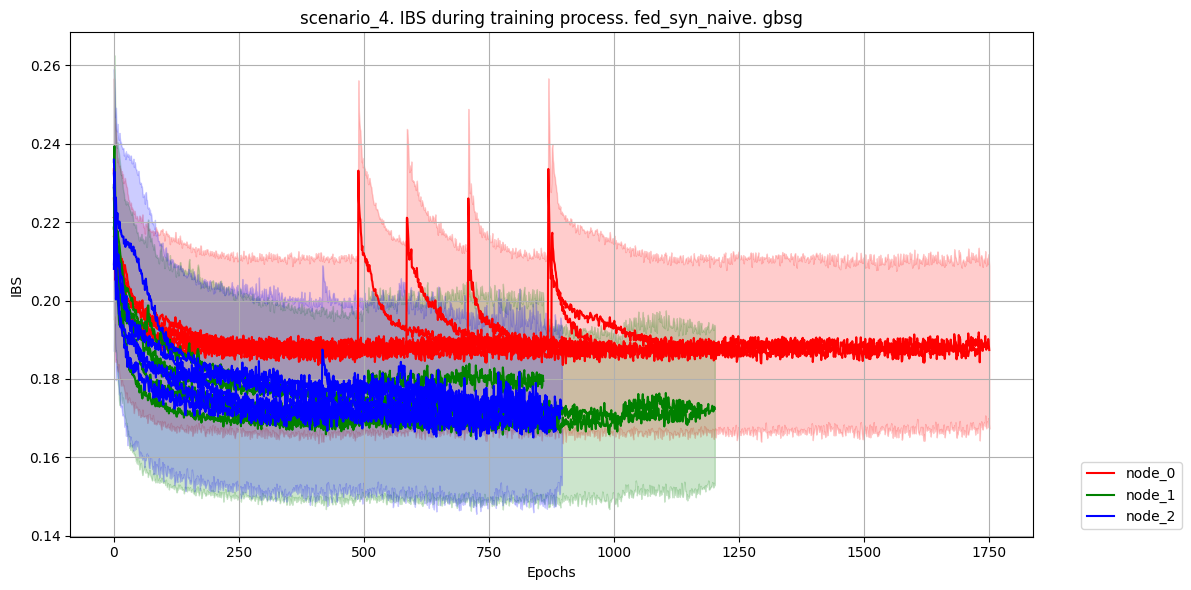 scenario_4. IBS during training process. fed_syn_naive. gbsg
0.26
0.24
0.22
0.20
0.18
0.16
0.14
IBS
0
250
500
750
1000
1250
1500
1750
Epochs
node_0
node_1
node_2